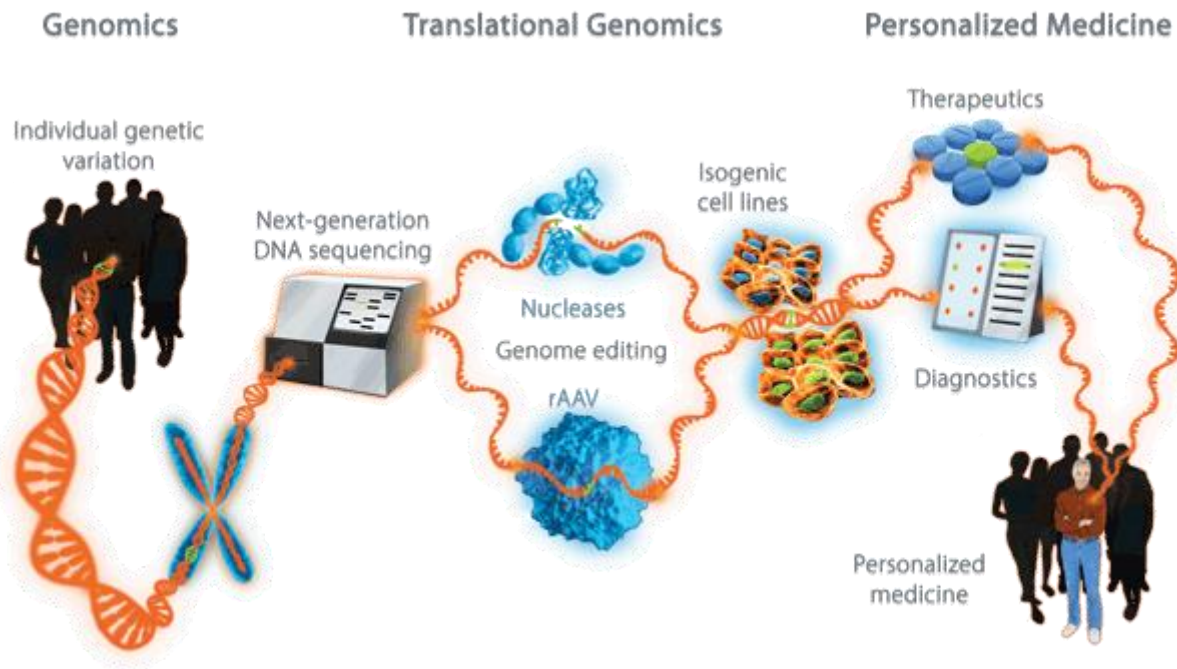 Genomics
Translational Genomics
Personalized Medicine
Individual genetic
variation
Next-generation
DNA sequencing
Nucleases
Genome editing
rAAV
Isogenic
cell lines
Therapeutics
Diagnostics
Personalized
medicine